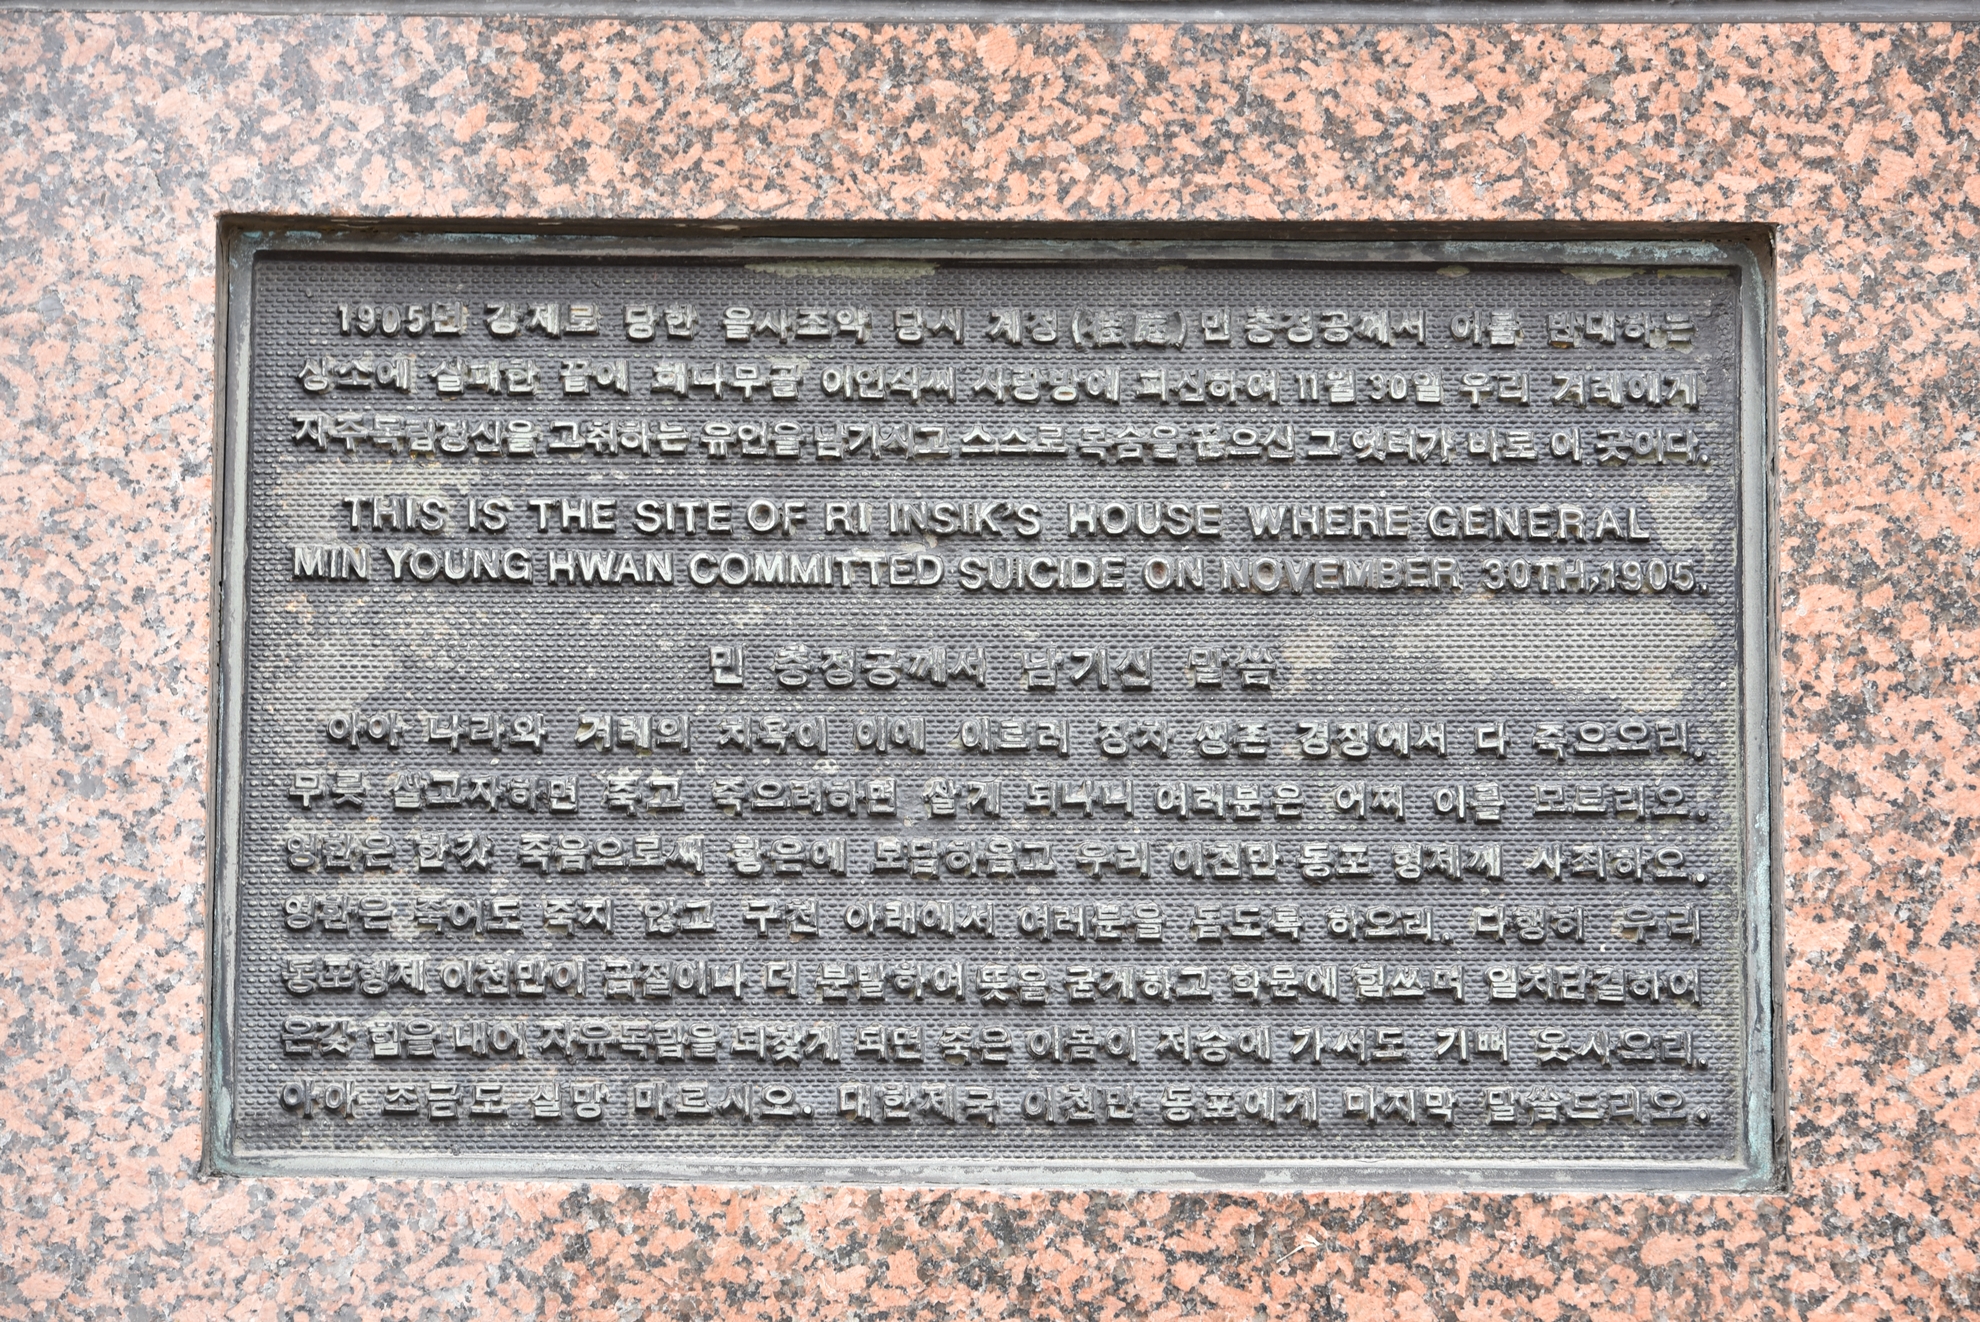 1905년 강제로 당한 을사조약 당시 계정(桂庭) 민 충정공께서 이를 반대하는
상소에 실패한 끝에 회나무골 이인식씨 사랑방에 피신하여 11월 30일 우리 겨레에게
자주독립정신을 고취하는 유언을 남기시고 스스로 목숨을 끊으신 그 옛터가 바로 이 곳이다.
THIS IS THE SITE OF RI INSIK'S HOUSE WHERE GENERAL
MIN YOUNG HWAN COMMITTED SUICIDE ON NOVEMBER 30TH,1905.
민 충정공께서 남기신 말씀
아아 나라와 겨레의 치욕이 이에 이르러 장차 생존 경쟁에서 다 죽으오리.
무릇 살고자하면 죽고 죽으려하면 살게 되나니 여러분은 어찌 이를 모르리오.
영환은 한갓 죽음으로써 황은에 보답하옵고 우리 이천만 동포 형제께 사죄하오.
영환은 죽어도 죽지 않고 구천 아래에서 여러분을 돕도록 하오리. 다행히 우리
동포형제 이천만이 곱절이나 더 분발하여 뜻을 굳게하고 학문에 힘쓰며 일치단결하여
온갖 힘을 내어 자유독립을 되찾게 되면 죽은 이몸이 저승에 가서도 기뻐 웃사오리.
아아 조금도 실망 마르시오. 대한제국 이천만 동포에게 마지막 말씀드리오.